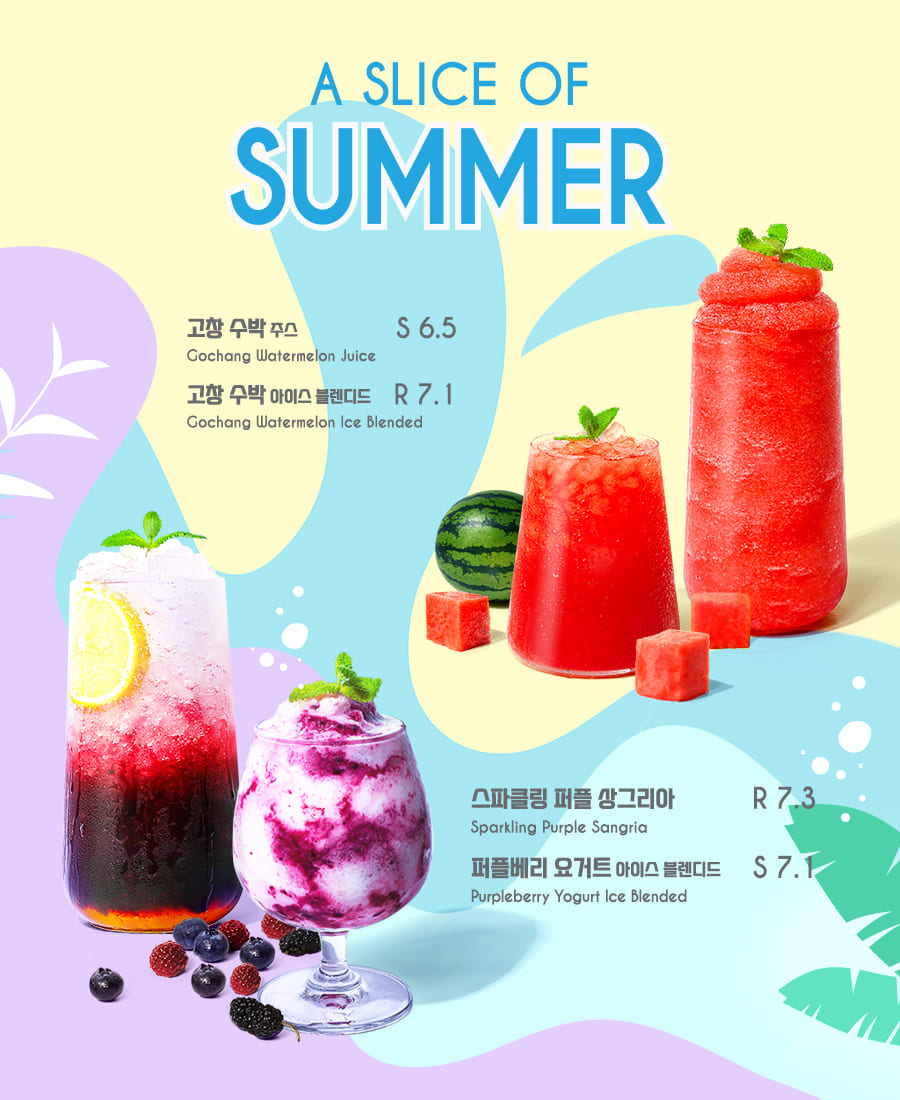 A SLICE OF
SUMMER
고창 수박 주스 S 6.5
Gochang Watermelon Juice
고창 수박 아이스 블렌디드 R 7.1
Gochang Watermelon Ice Blended
스파클링 퍼플 상그리아 R 7.3
Sparkling Purple Sangria
퍼플베리 요거트 아이스 블렌디드 S 7.1
Purpleberry Yogurt Ice Blended